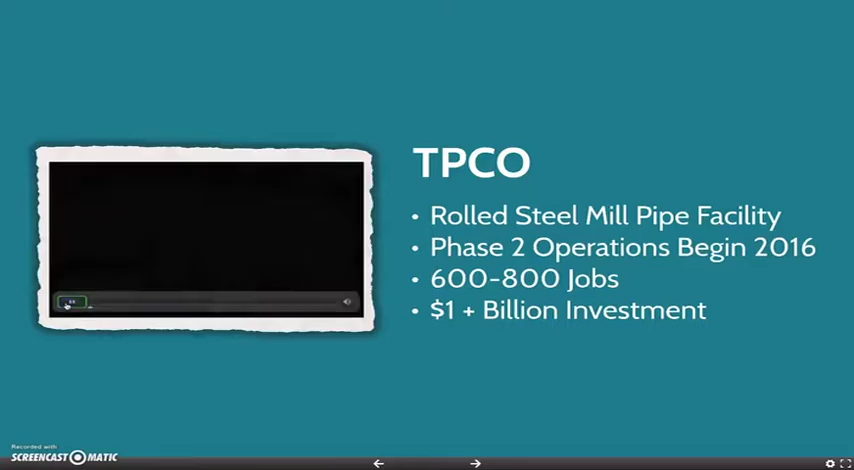 TPCO
• Rolled Steel Mill Pipe Facility
• Phase 2 Operations Begin 2016
• 600-800 Jobs
• $1 + Billion Investment
Recorded with
SCREENCAST O MATIC